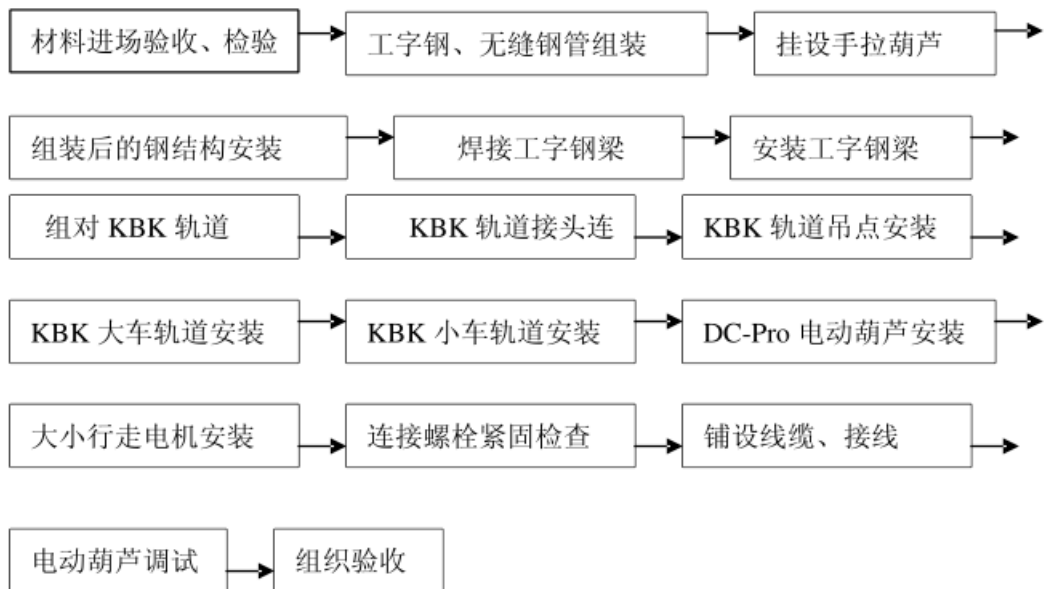 材料进场验收、检验
工字钢、无缝钢管组装
挂设手拉葫芦
组装后的钢结构安装
焊接工字钢梁
安装工字钢梁
组对 KBK 轨道
KBK 轨道接头连
KBK 轨道吊点安装
KBK 大车轨道安装
KBK 小车轨道安装
DC-Pro 电动葫芦安装
大小行走电机安装
连接螺栓紧固检查
铺设线缆、接线
电动葫芦调试
组织验收